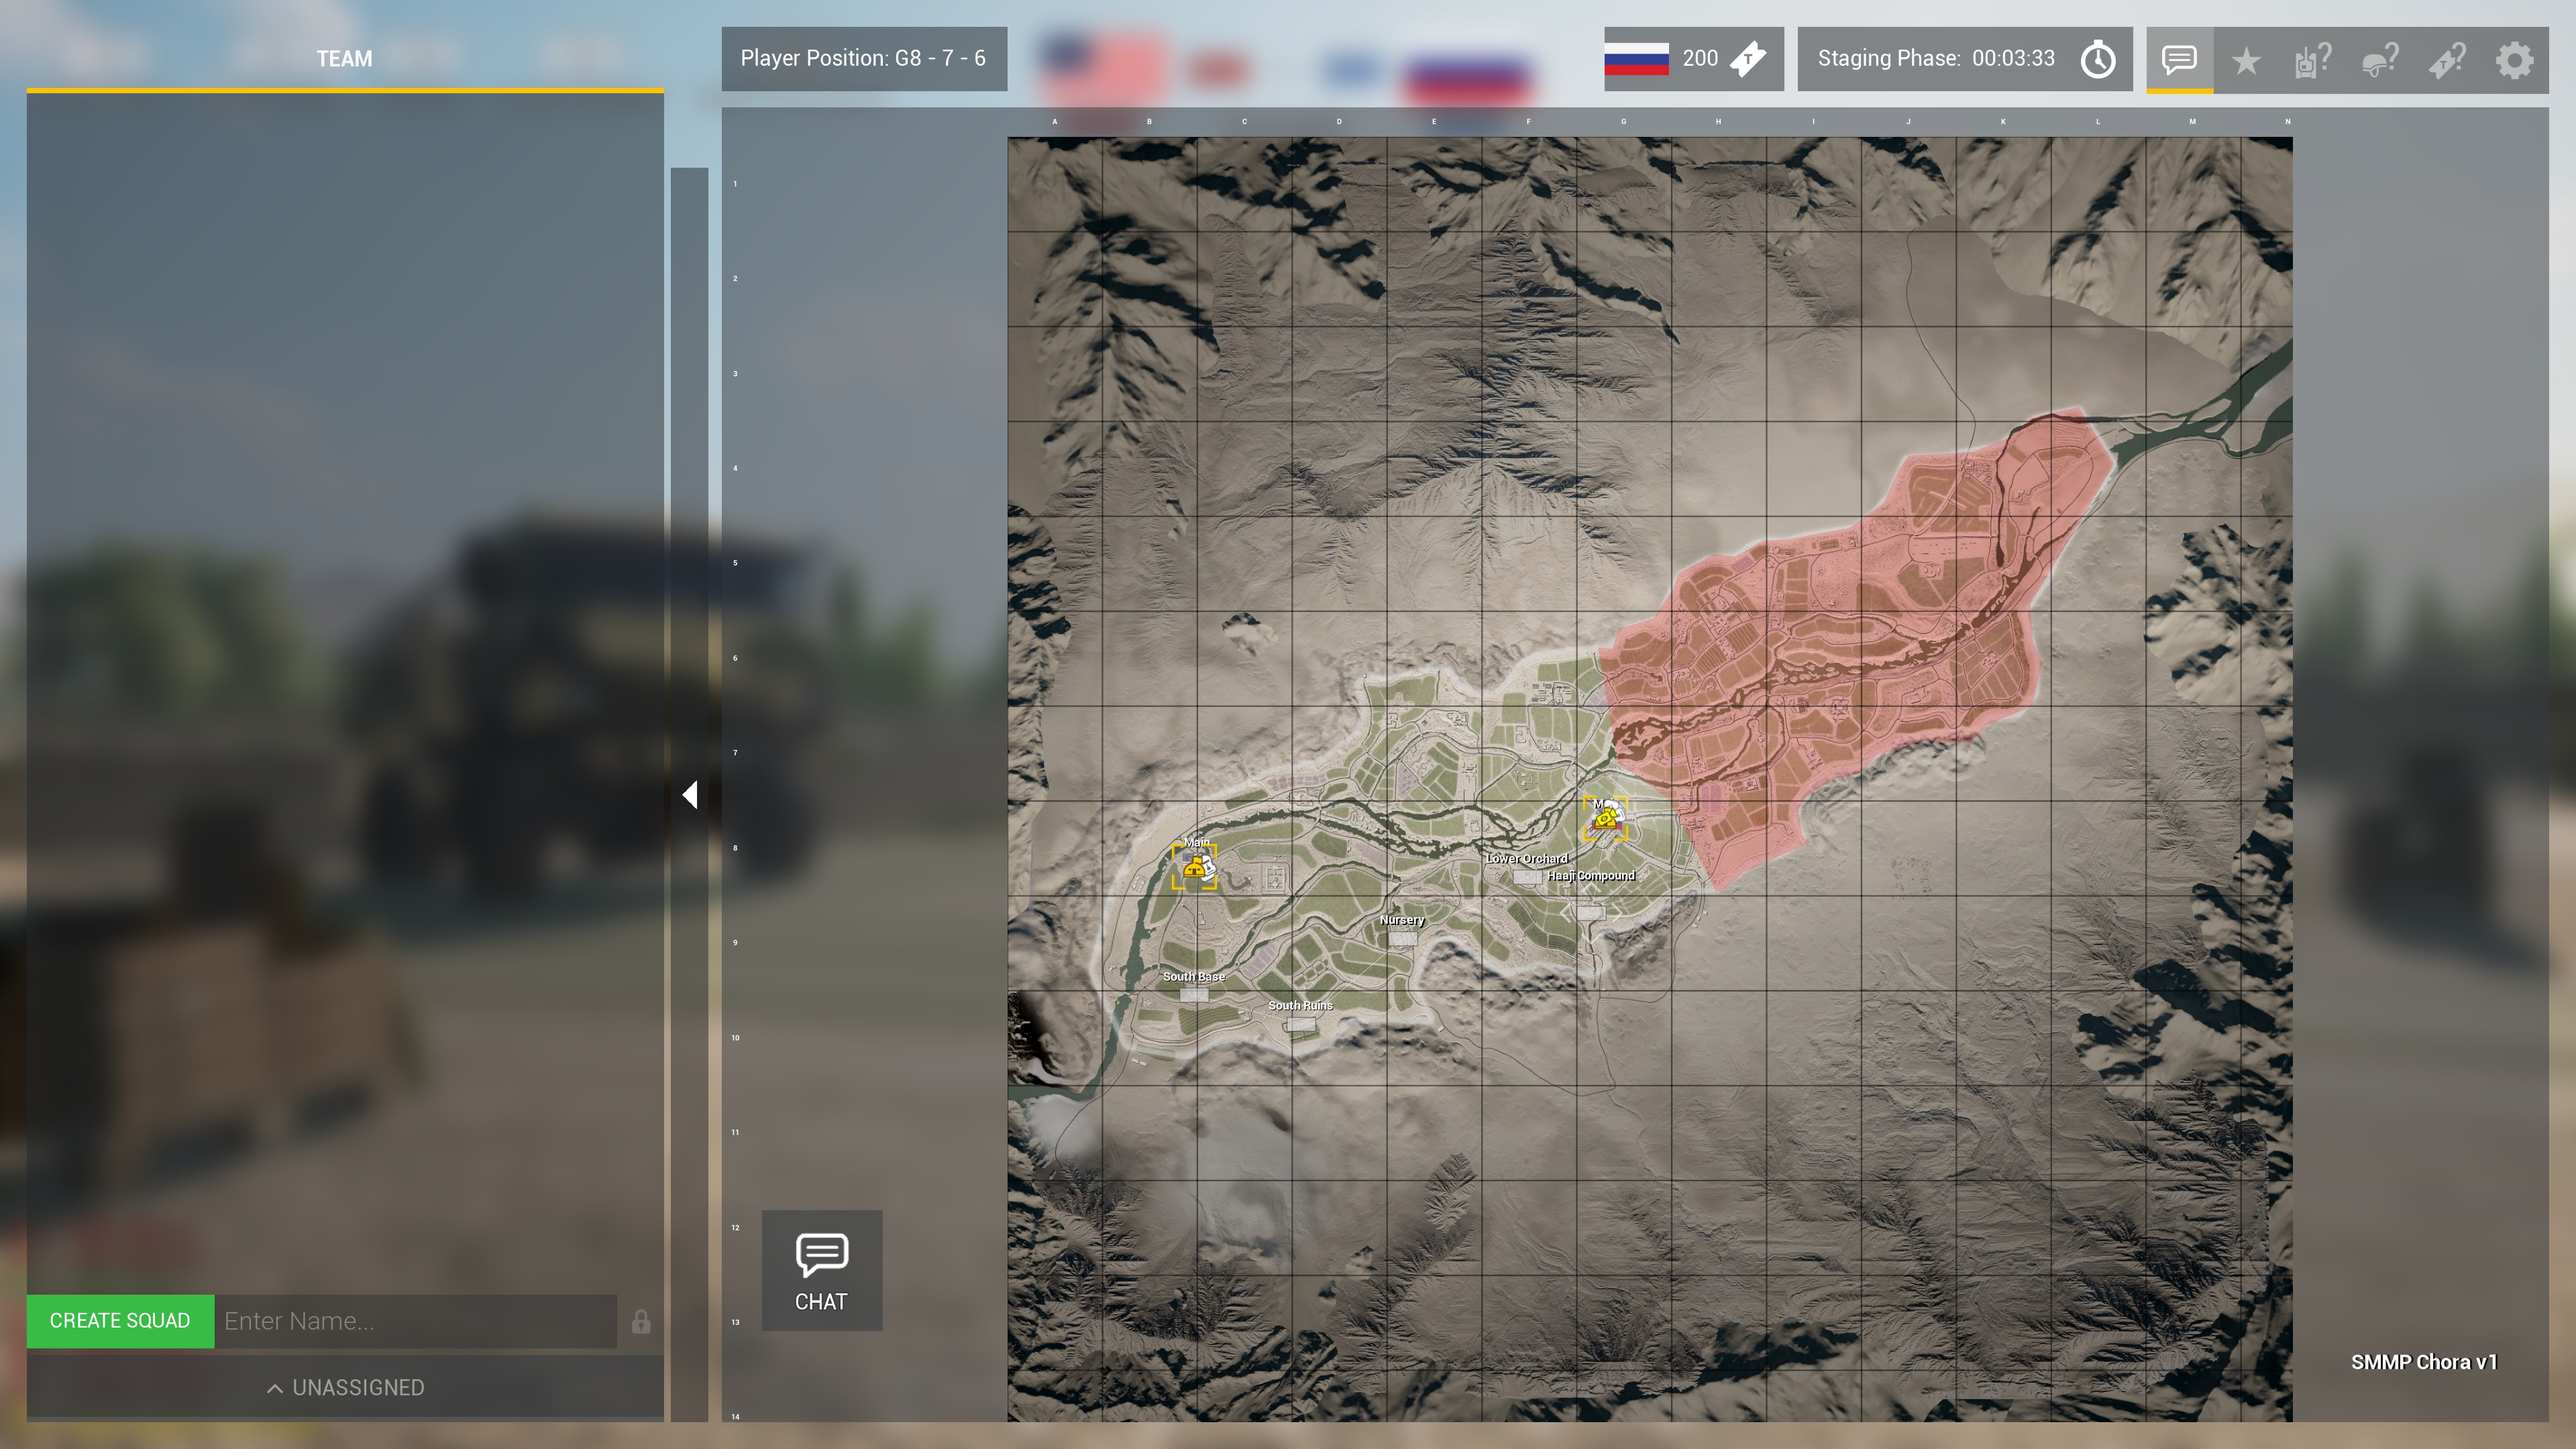 TEAM
Player Position: G8 - 7 - 6
200
T
Staging Phase: 00:03:33
?
?
T?
A B C D E F G H I J K L M N
1
2
3
4
5
6
7
8
9
10
11
12
13
14
M
Main
Lower Orchard
Haaji Compound
Nursery
South Base
South Ruins
CHAT
CREATE SQUAD
Enter Name...
UNASSIGNED
SMMP Chora v1